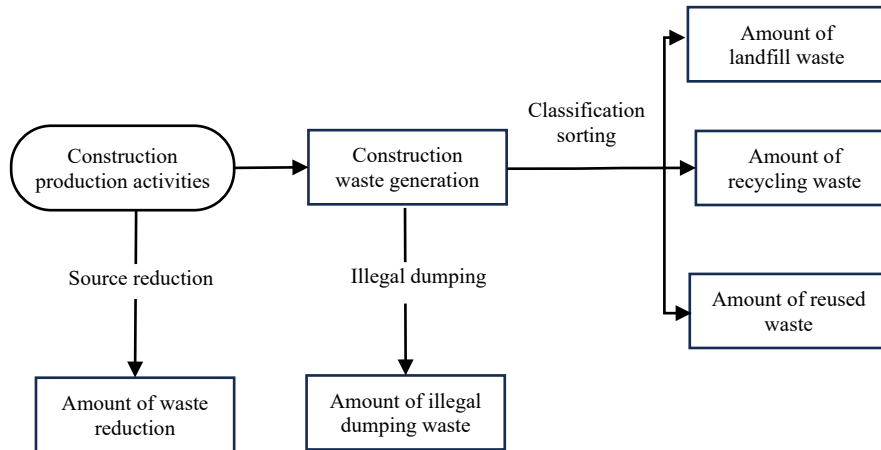 Amount of
landfill waste
Classification
sorting
Construction
production activities
Construction
waste generation
Amount of
recycling waste
Source reduction
Illegal dumping
Amount of reused
waste
Amount of waste
reduction
Amount of illegal
dumping waste